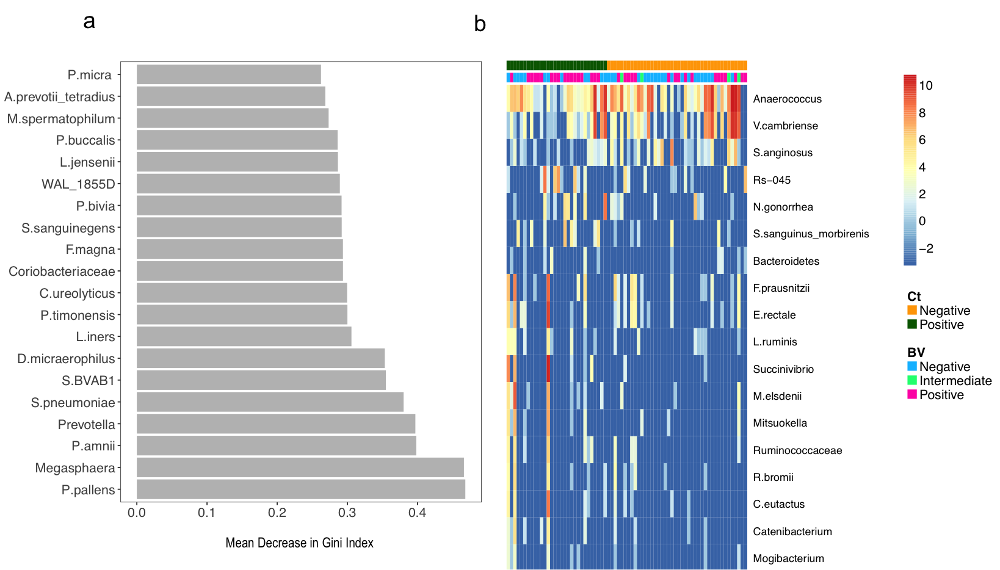 a
b
P.micra
A.prevotii_tetradius
M.spermatophilum
P.buccalis
L.jensenii
WAL_1855D
P.bivia
S.sanguinegens
F.magna
Coriobacteriaceae
C.ureolyticus
P.timonensis
L.iners
D.micraerophilus
S.BVAB1
S.pneumoniae
Prevotella
P.amnii
Megasphaera
P.pallens
0.0 0.1 0.2 0.3 0.4
Mean Decrease in Gini Index
Anaerococcus
V.cambriense
S.anginosus
Rs−045
N.gonorrhea
S.sanguinus_morbirenis
Bacteroidetes
F.prausnitzii
E.rectale
L.ruminis
Succinivibrio
M.elsdenii
Mitsuokella
Ruminococcaceae
R.bromii
C.eutactus
Catenibacterium
Mogibacterium
10
8
6
4
2
0
−2
Ct
Negative
Positive
BV
Negative
Intermediate
Positive